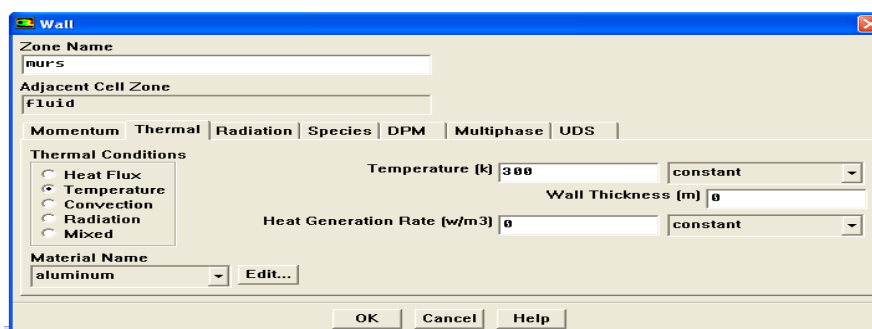 Wall
Zone Name
murs
Adjacent Cell Zone
fluid
Momentum Thermal Radiation Species DPM Multiphase UDS
Thermal Conditions
Heat Flux
Temperature
Convection
Radiation
Mixed
Temperature (k) 300 constant
Wall Thickness (m) 0
Heat Generation Rate (w/m3) 0 constant
Material Name
aluminum Edit...
OK Cancel Help